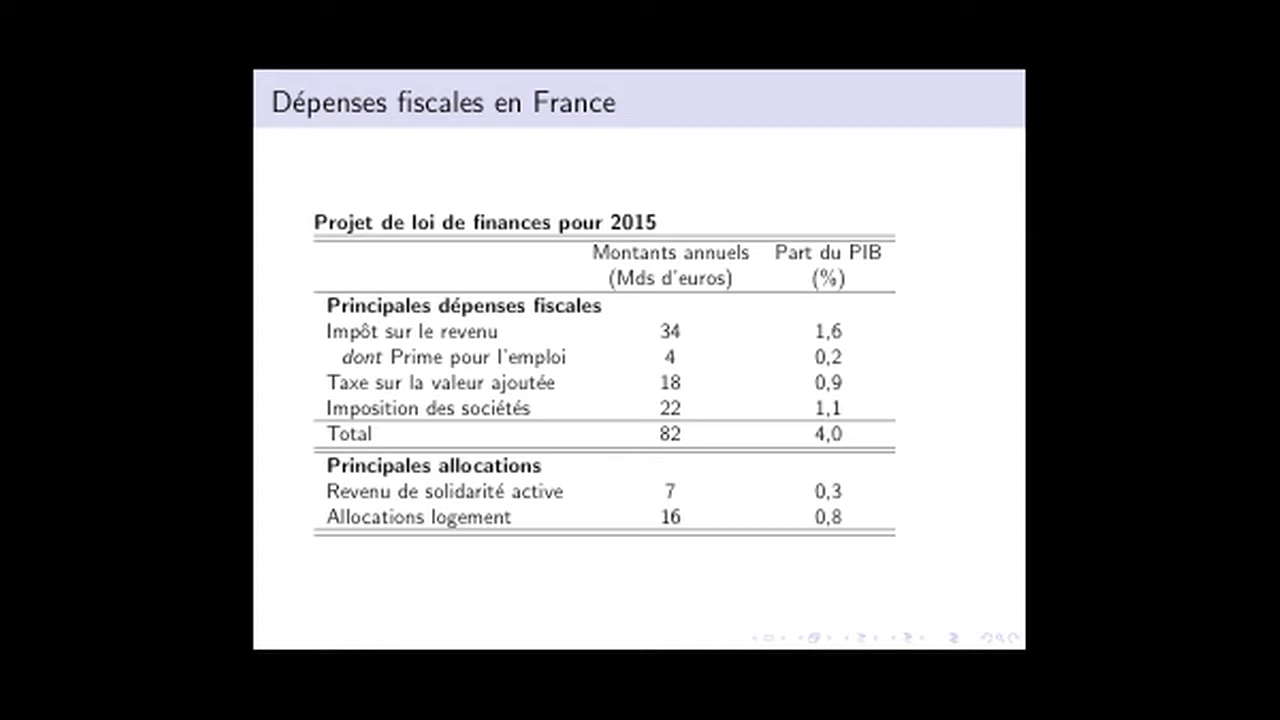 Dépenses fiscales en France
Projet de loi de finances pour 2015
Montants annuels Part du PIB
(Mds d'euros) (%)
Principales dépenses fiscales
Impôt sur le revenu 34 1,6
dont Prime pour l'emploi 4 0,2
Taxe sur la valeur ajoutée 18 0,9
Imposition des sociétés 22 1,1
Total 82 4,0
Principales allocations
Revenu de solidarité active 7 0,3
Allocations logement 16 0,8